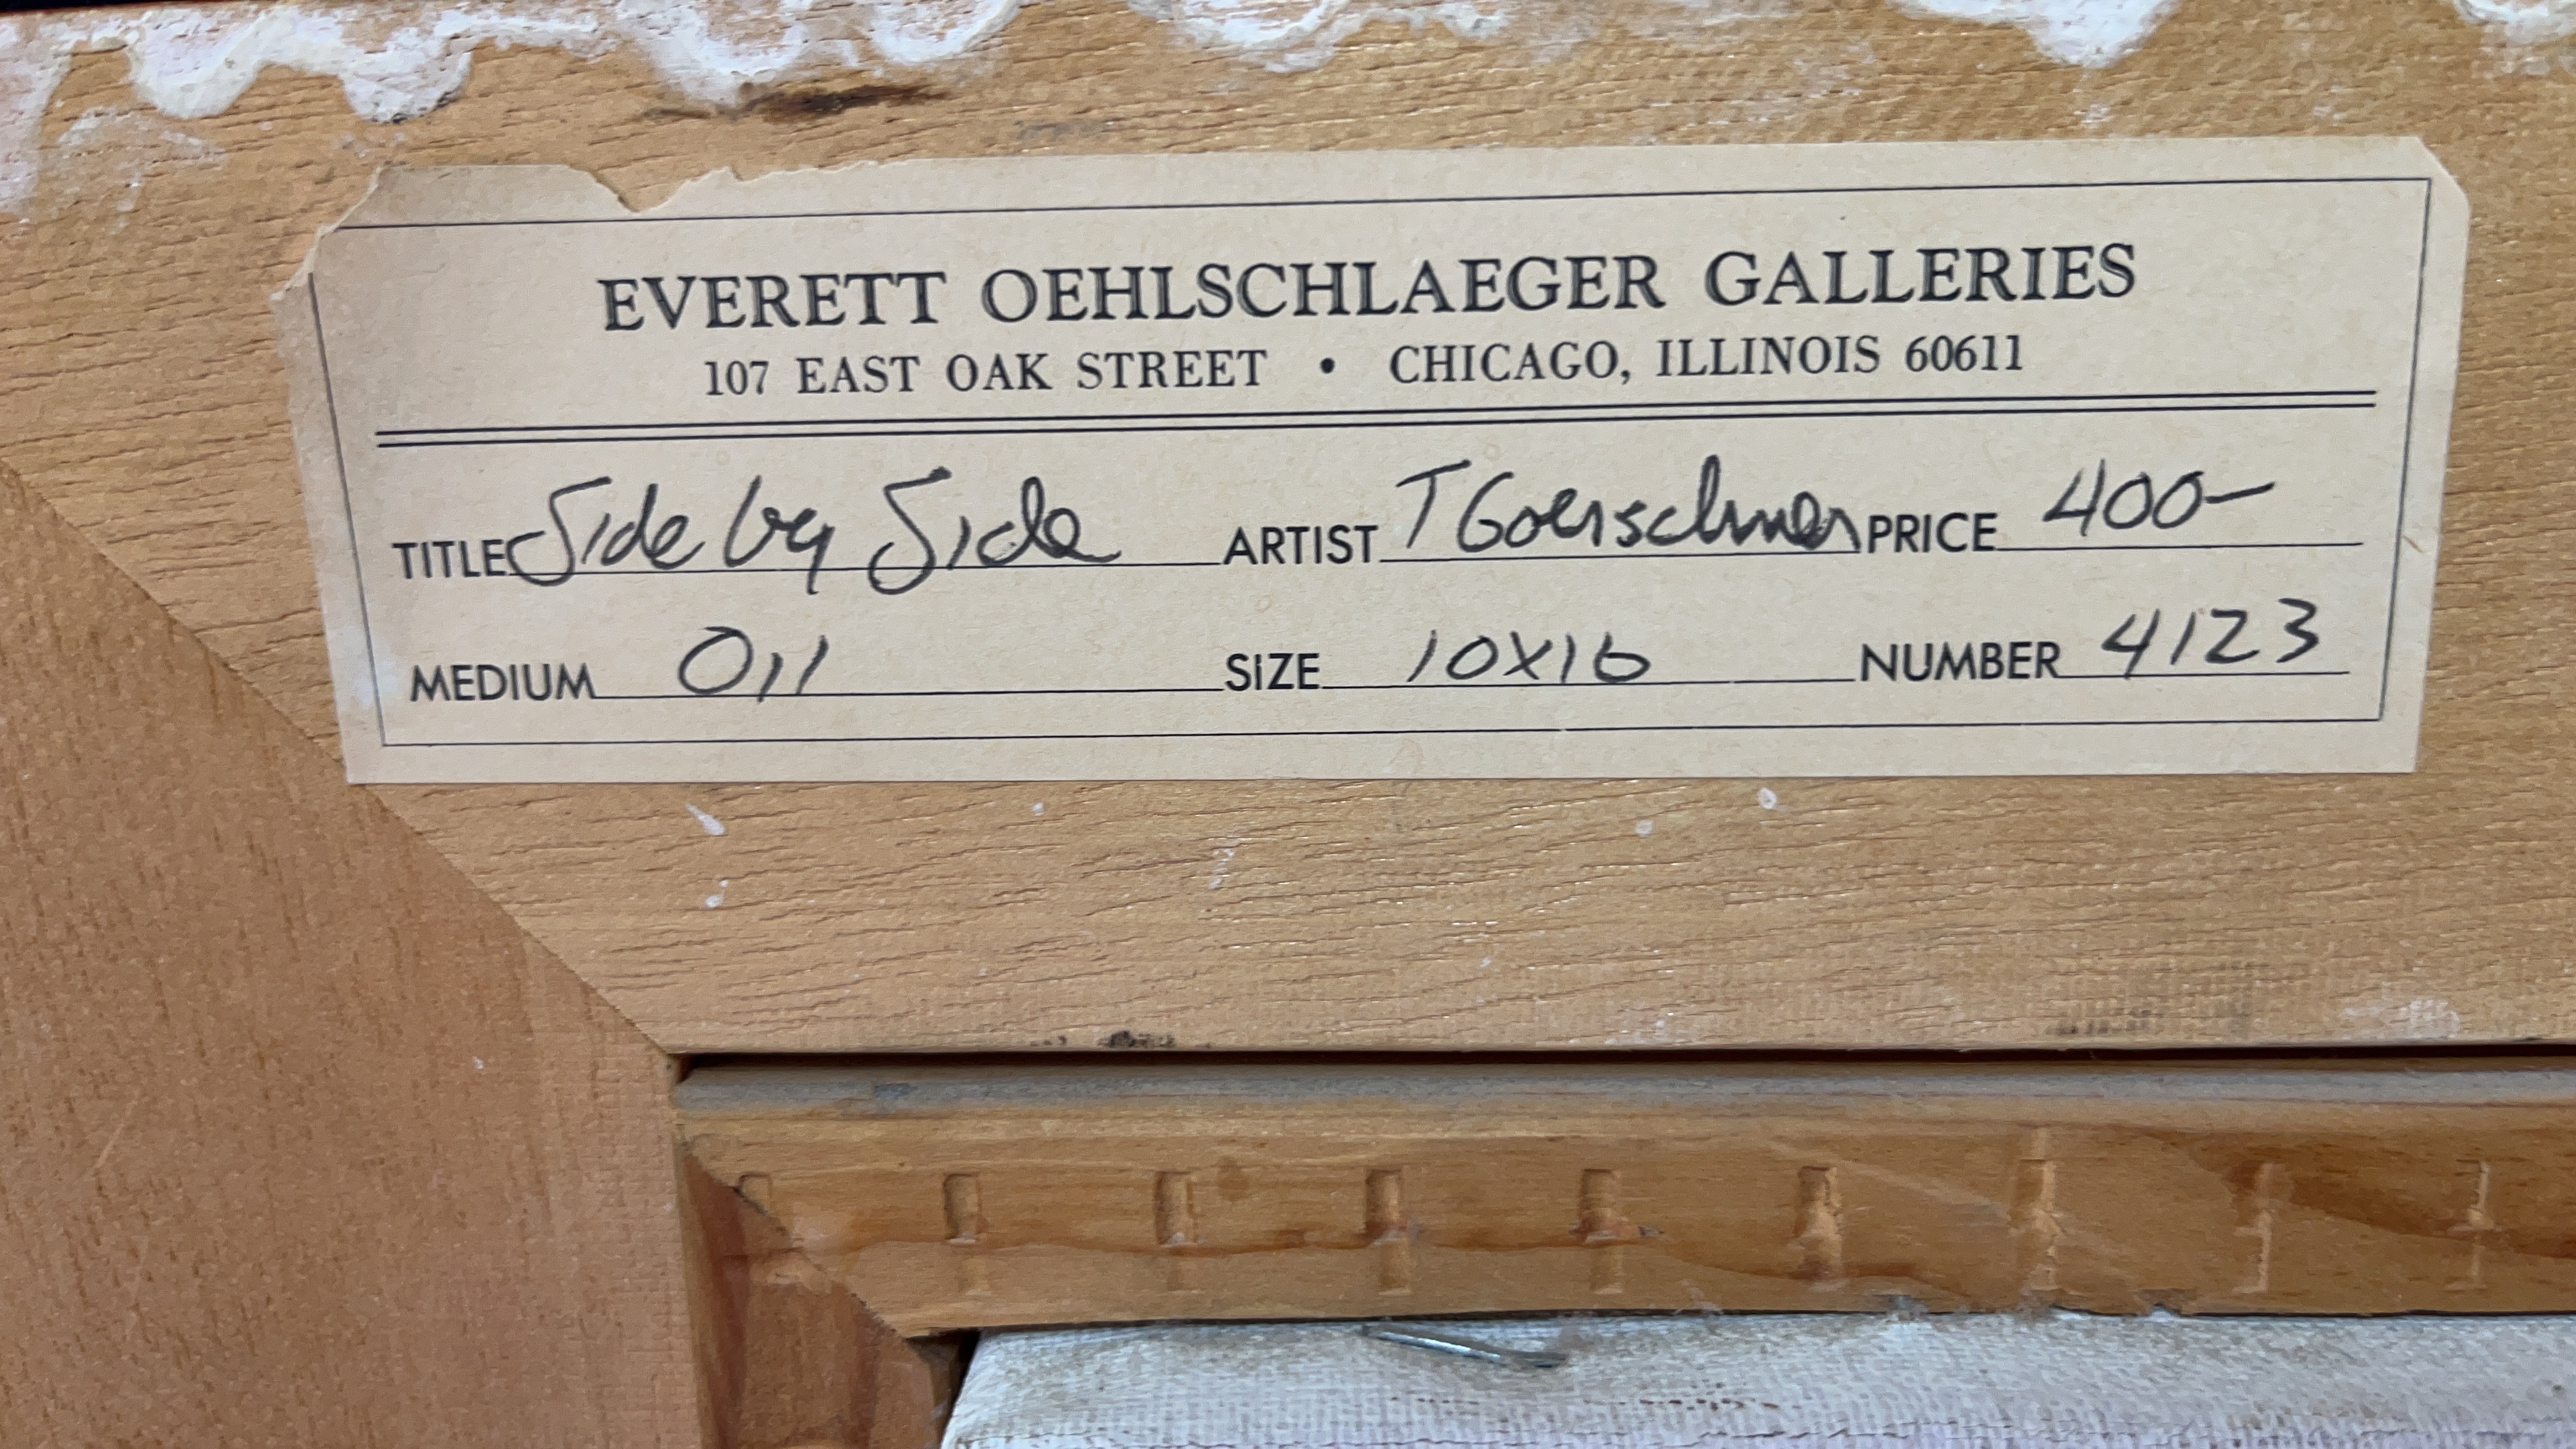 EVERETT OEHLSCHLAEGER GALLERIES
107 EAST OAK STREET • CHICAGO, ILLINOIS 60611
TITLE Side by Side ARTIST T Goerschner PRICE 400-
MEDIUM Oil SIZE 10X16 NUMBER 4123